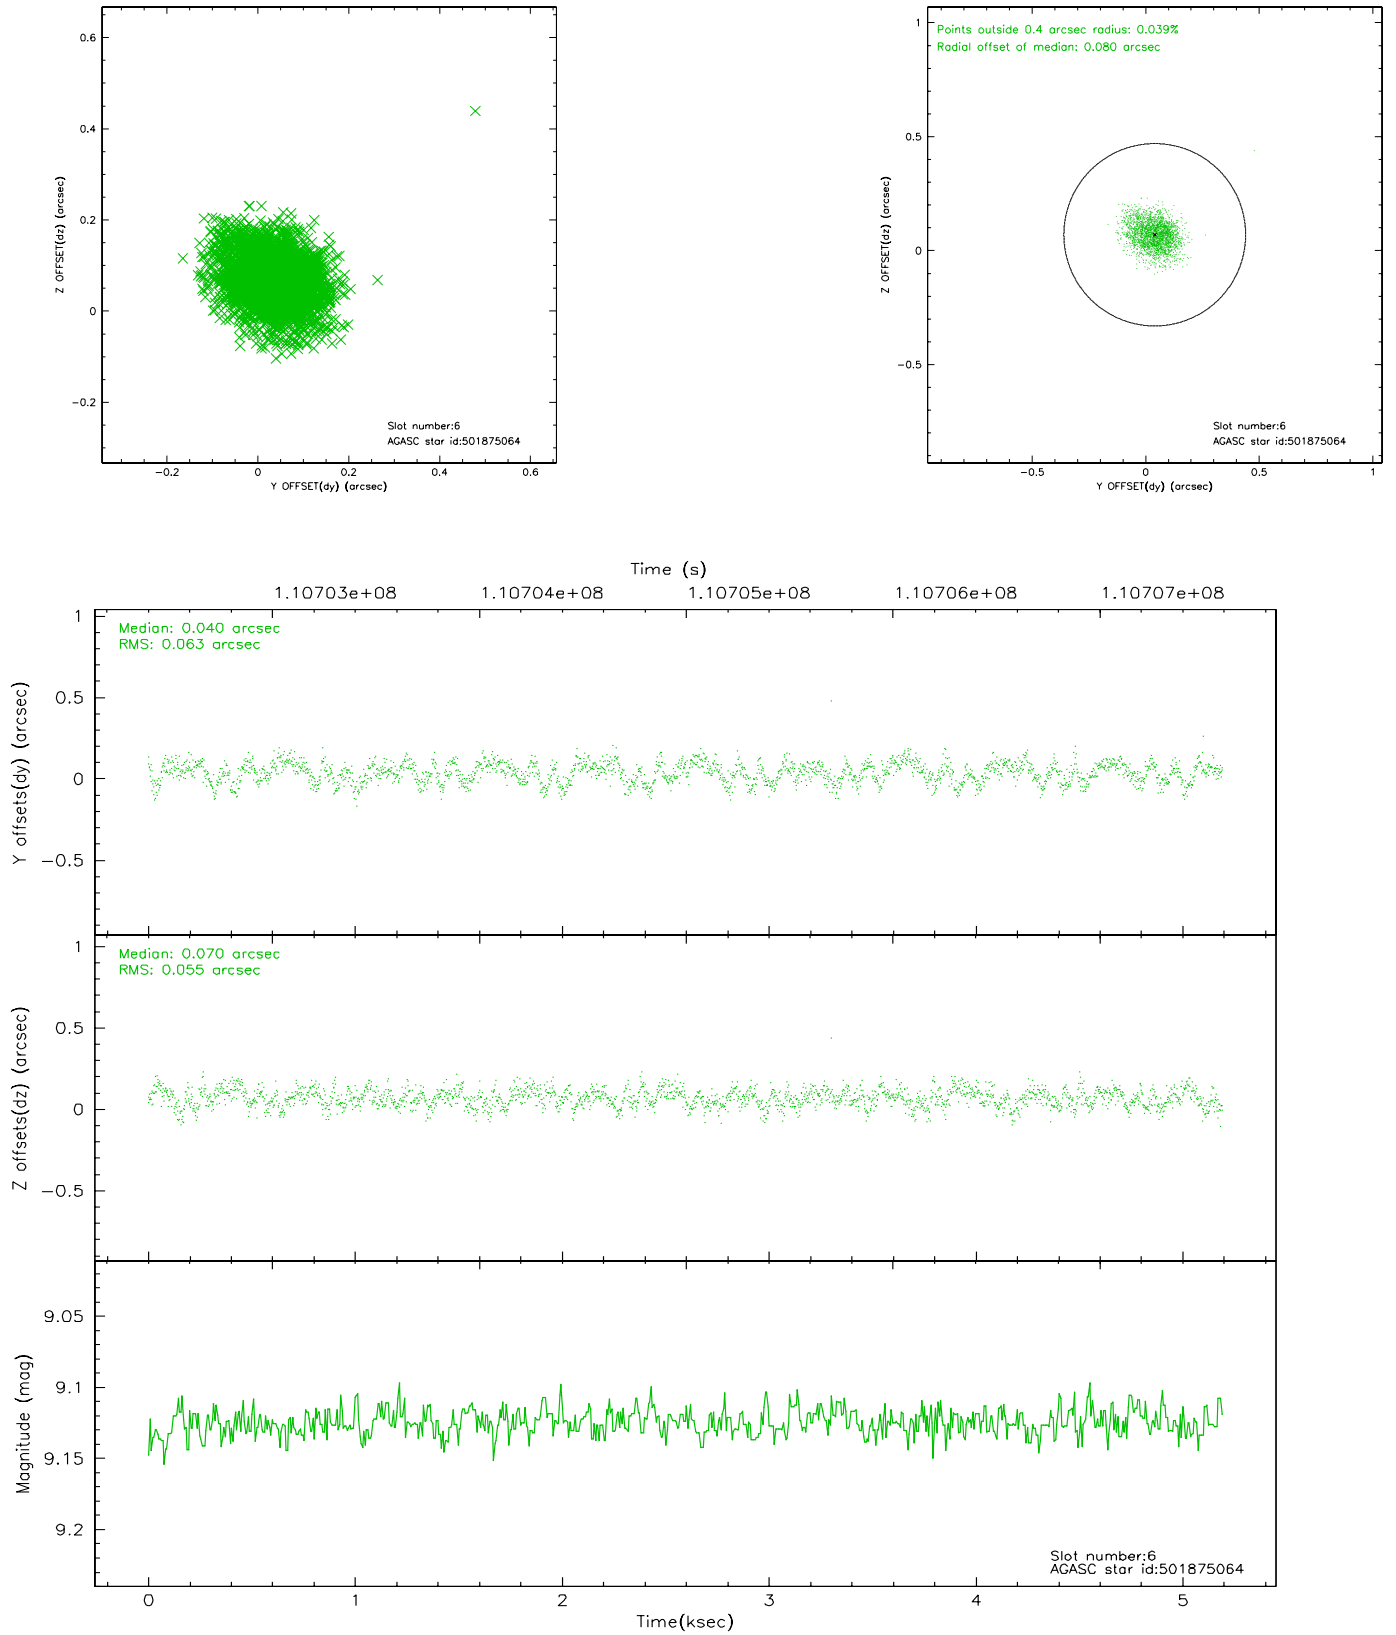 0.6
0.4
0.2
0
−0.2
Z OFFSET(dz) (arcsec)
Slot number:6
AGASC star id:501875064
−0.2 0 0.2 0.4 0.6
Y OFFSET(dy) (arcsec)
Points outside 0.4 arcsec radius: 0.039%
Radial offset of median: 0.080 arcsec
1
0.5
0
−0.5
Z OFFSET(dz) (arcsec)
Slot number:6
AGASC star id:501875064
−0.5 0 0.5 1
Y OFFSET(dy) (arcsec)
Time (s)
1.10703e+08 1.10704e+08 1.10705e+08 1.10706e+08 1.10707e+08
Median: 0.040 arcsec
RMS: 0.063 arcsec
1
0.5
0
−0.5
Y offsets(dy) (arcsec)
Median: 0.070 arcsec
RMS: 0.055 arcsec
1
0.5
0
−0.5
Z offsets(dz) (arcsec)
9.05
9.1
9.15
9.2
Magnitude (mag)
Slot number:6
AGASC star id:501875064
0 1 2 3 4 5
Time(ksec)